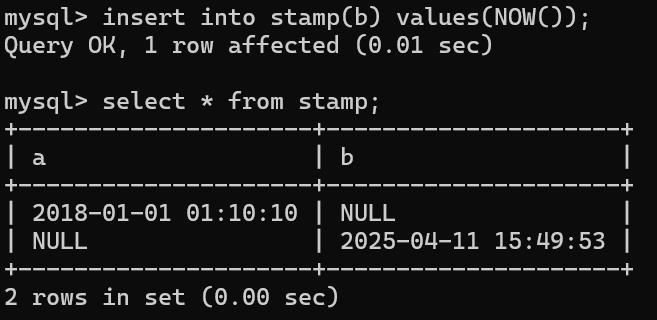 mysql> insert into stamp(b) values(NOW());
Query OK, 1 row affected (0.01 sec)

mysql> select * from stamp;
+---------------------+---------------------+
| a                   | b                   |
+---------------------+---------------------+
| 2018-01-01 01:10:10 | NULL                |
| NULL                | 2025-04-11 15:49:53 |
+---------------------+---------------------+
2 rows in set (0.00 sec)